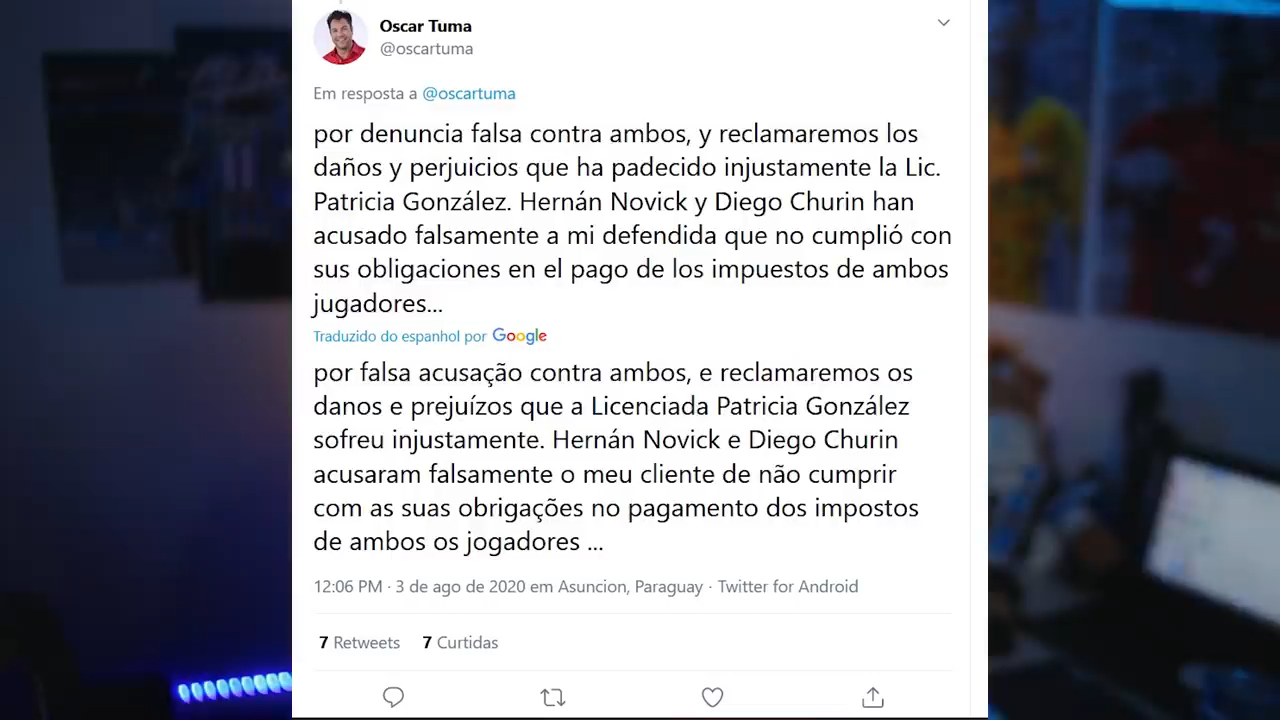 Oscar Tuma
@oscartuma
Em resposta a @oscartuma
por denuncia falsa contra ambos, y reclamaremos los
daños y perjuicios que ha padecido injustamente la Lic.
Patricia González. Hernán Novick y Diego Churin han
acusado falsamente a mi defendida que no cumplió con
sus obligaciones en el pago de los impuestos de ambos
jugadores...
Traduzido do espanhol por Google
por falsa acusação contra ambos, e reclamaremos os
danos e prejuízos que a Licenciada Patricia González
sofreu injustamente. Hernán Novick e Diego Churin
acusaram falsamente o meu cliente de não cumprir
com as suas obrigações no pagamento dos impostos
de ambos os jogadores ...
12:06 PM · 3 de ago de 2020 em Asuncion, Paraguay · Twitter for Android
7 Retweets 7 Curtidas